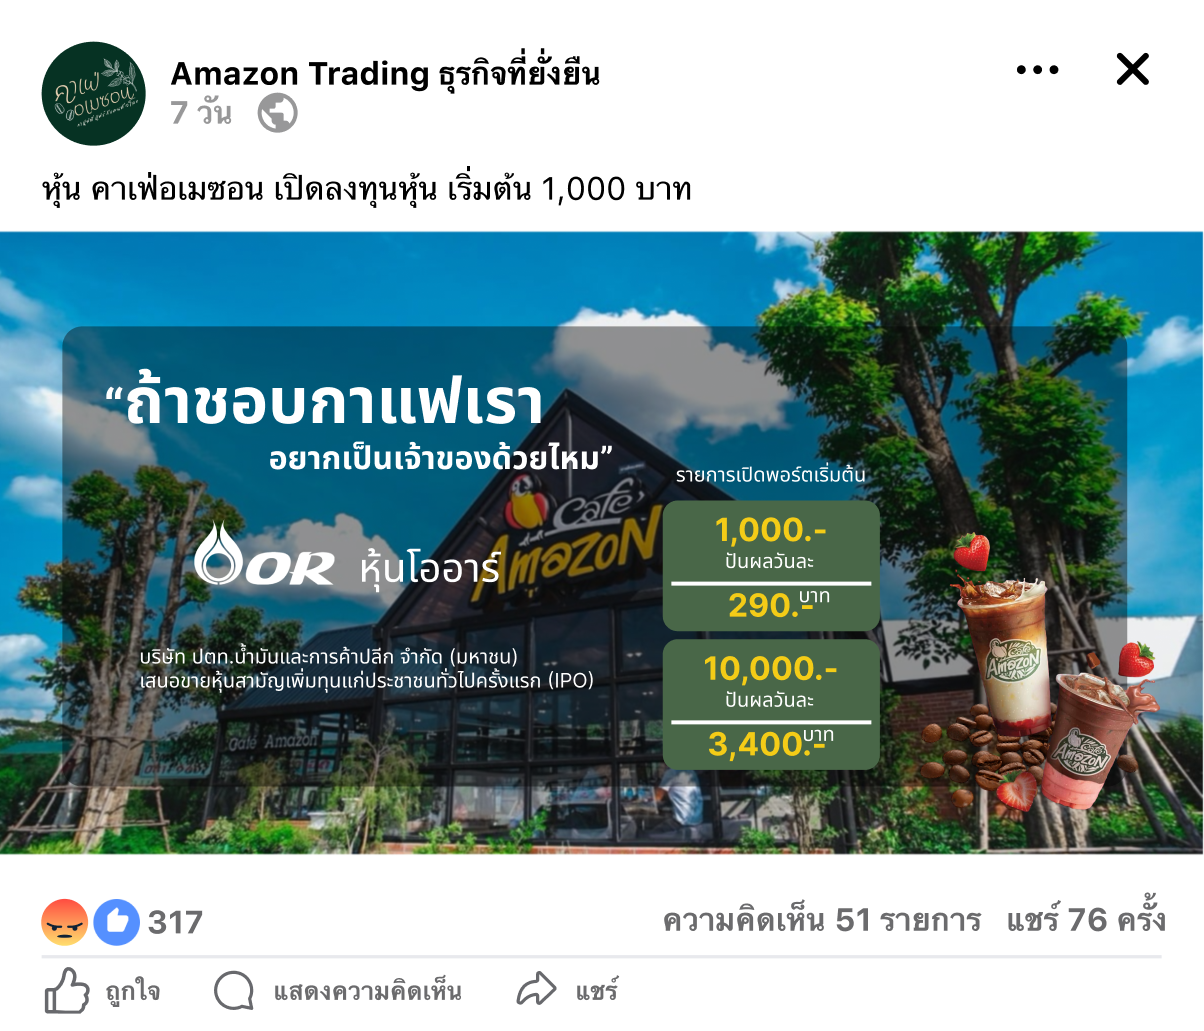 คาเฟ่
อเมซอน
Amazon Trading ธุรกิจที่ยั่งยืน
7 วัน
หุ้น คาเฟ่อเมซอน เปิดลงทุนหุ้น เริ่มต้น 1,000 บาท
“ถ้าชอบกาแฟเรา
อยากเป็นเจ้าของด้วยไหม”
รายการเปิดพอร์ตเริ่มต้น
Café
AmazoN
1,000.-
ปันผลวันละ
290.- บาท
OR หุ้นโออาร์
บริษัท ปตท.น้ำมันและการค้าปลีก จำกัด (มหาชน)
เสนอขายหุ้นสามัญเพิ่มทุนแก่ประชาชนทั่วไปครั้งแรก (IPO)
10,000.-
ปันผลวันละ
3,400.- บาท
Café Amazon
Café
AmazoN
Café
AmazoN
317
ความคิดเห็น 51 รายการ แชร์ 76 ครั้ง
ถูกใจ
แสดงความคิดเห็น
แชร์